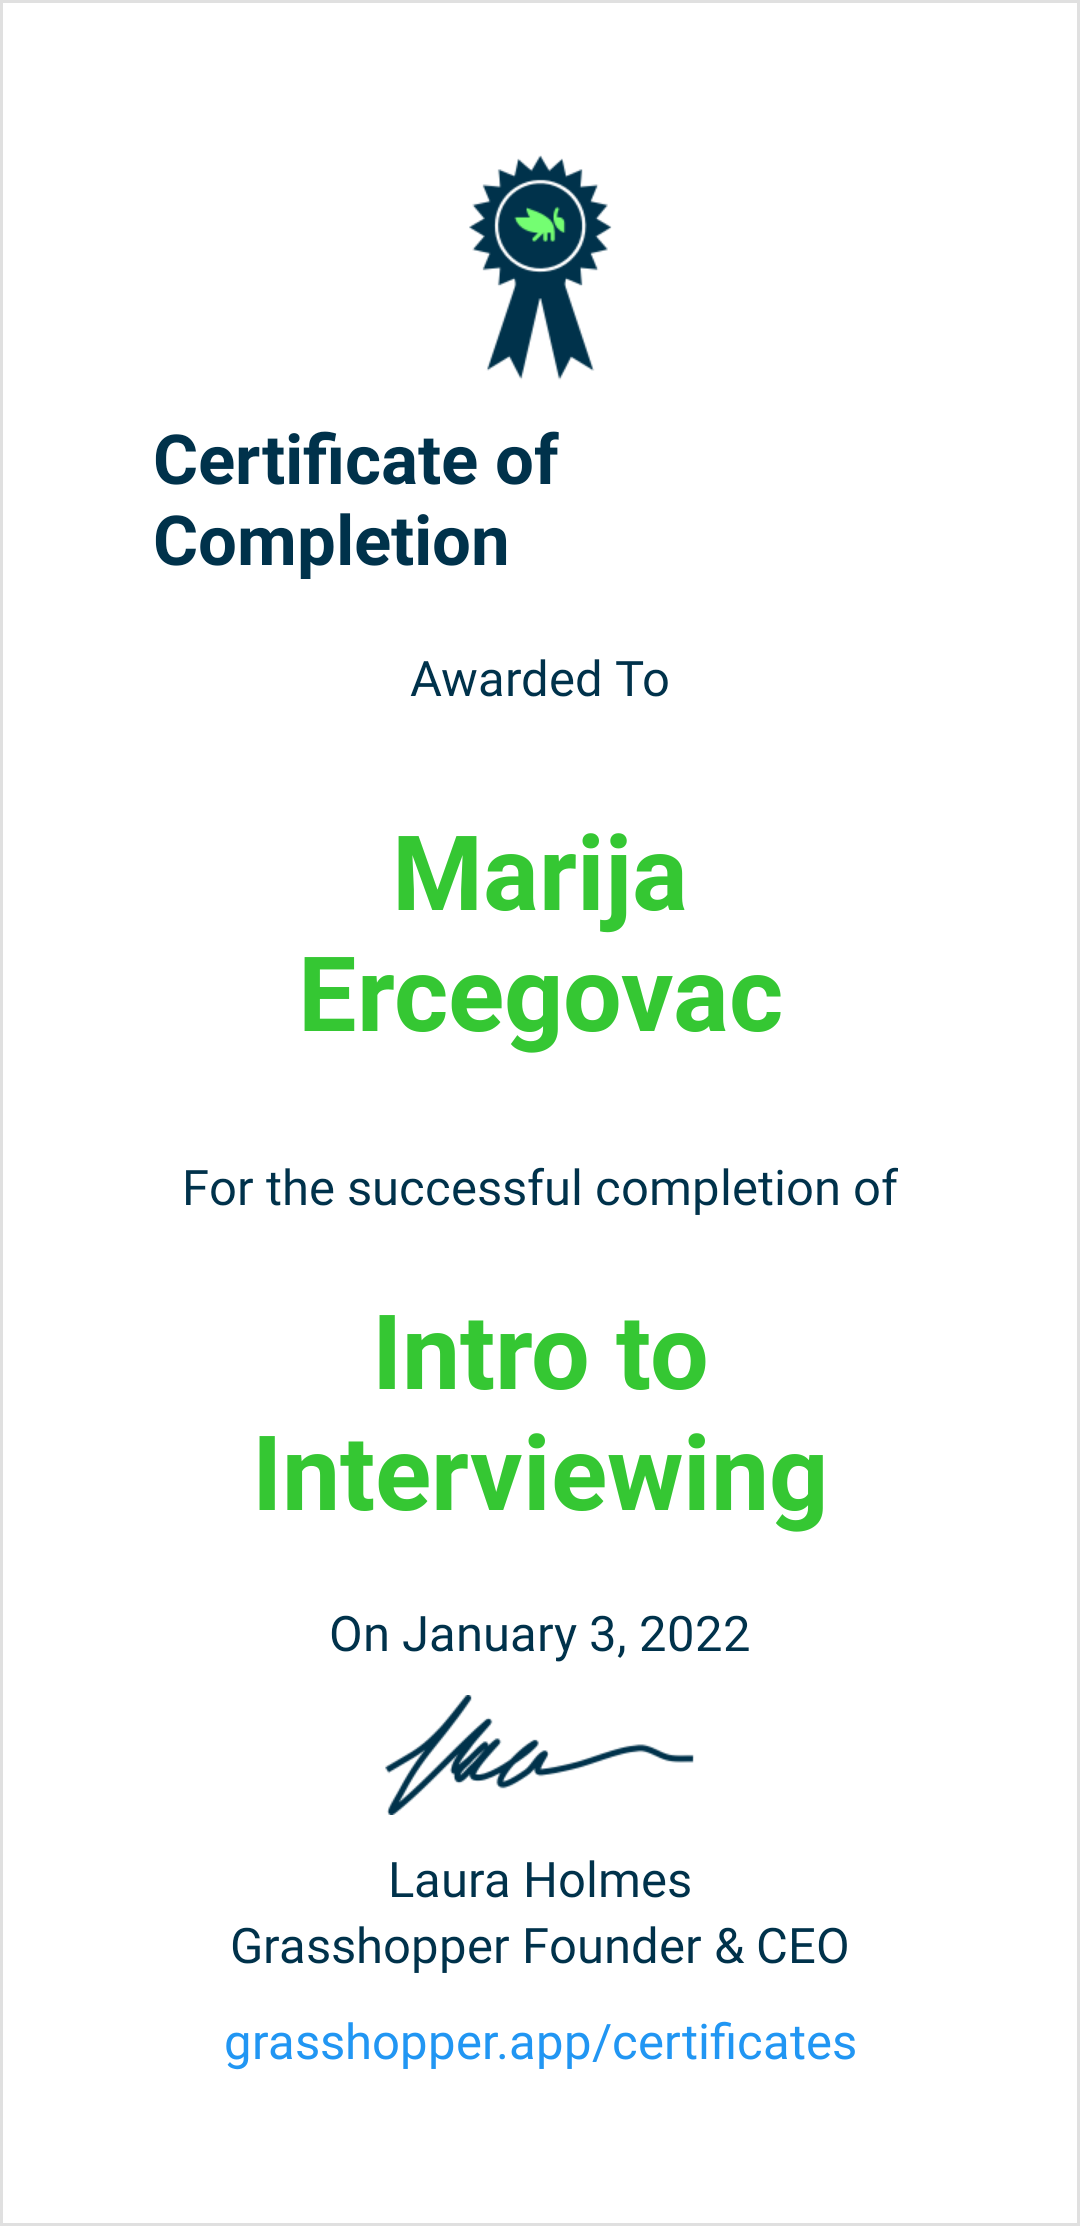 Certificate of
Completion
Awarded To
Marija
Ercegovac
For the successful completion of
Intro to
Interviewing
On January 3, 2022
Laura Holmes
Grasshopper Founder & CEO
grasshopper.app/certificates